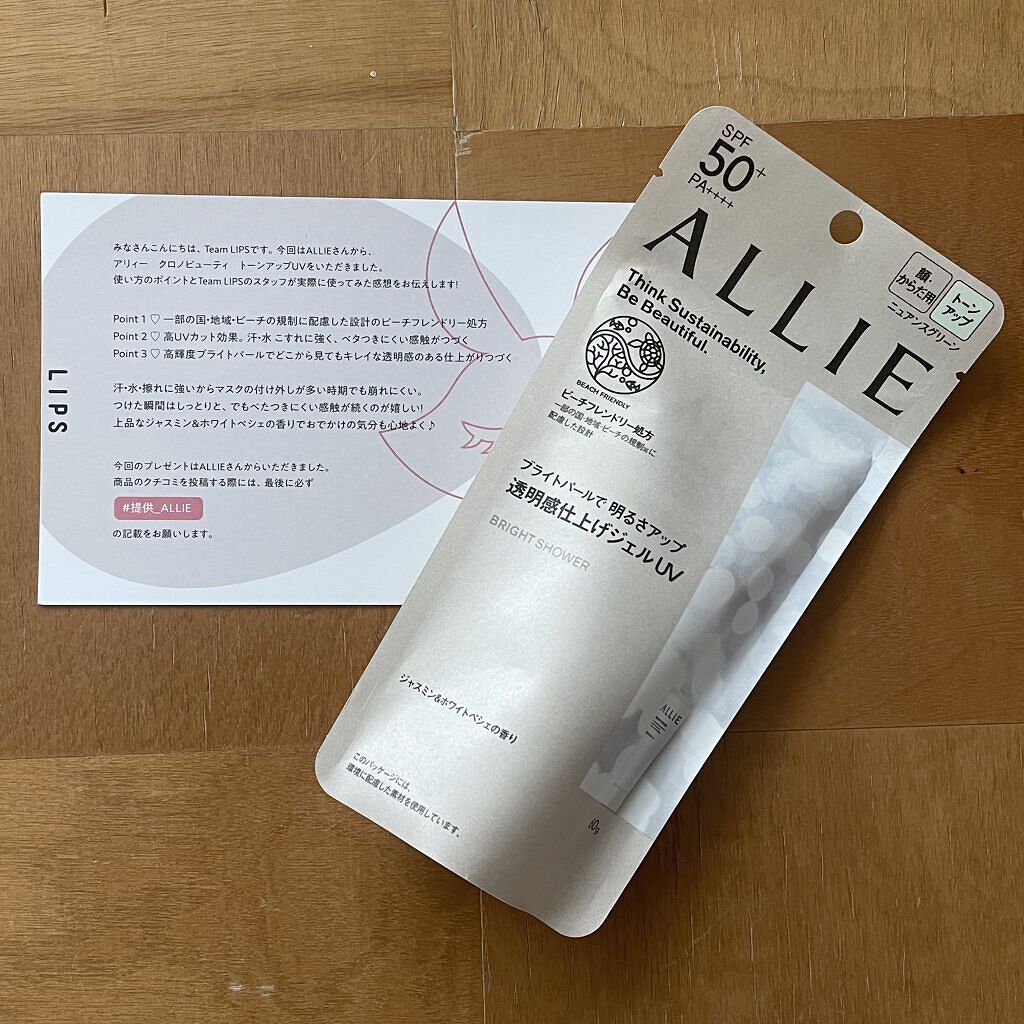 みなさんこんにちは、Team LIPSです。今回はALLIEさんから、
アリィー　クロノビューティ　トーンアップUVをいただきました。
使い方のポイントとTeam LIPSのスタッフが実際に使ってみた感想をお伝えします!
Point 1 ♡ 一部の国・地域・ビーチの規制に配慮した設計のビーチフレンドリー処方
Point 2 ♡ 高UVカット効果。汗・水 こすれに強く、ベタつきにくい感触がつづく
Point 3 ♡ 高輝度ブライトパールでどこから見てもキレイな透明感のある仕上がりつづく
汗・水・擦れに強いからマスクの付け外しが多い時期でも崩れにくい。
つけた瞬間はしっとりと、でもべたつきにくい感触が続くのが嬉しい!
上品なジャスミン&ホワイトペシェの香りでおでかけの気分も心地よく♪
今回のプレゼントはALLIEさんからいただきました。
商品のクチコミを投稿する際には、最後に必ず
#提供_ALLIE
の記載をお願いします。
LIPS
SPF
50+
PA++++
ALLIE
顔・
からだ用
トーン
アップ
ニュアンスグリーン
Think Sustainability,
Be Beautiful.
BEACH FRIENDLY
ビーチフレンドリー処方
一部の国・地域・ビーチの規制※に
配慮した設計
ブライトパールで 明るさアップ
透明感仕上げジェルUV
BRIGHT SHOWER
ALLIE
ジャスミン&ホワイトペシェの香り
このパッケージには、
環境に配慮した素材を使用しています。
60g